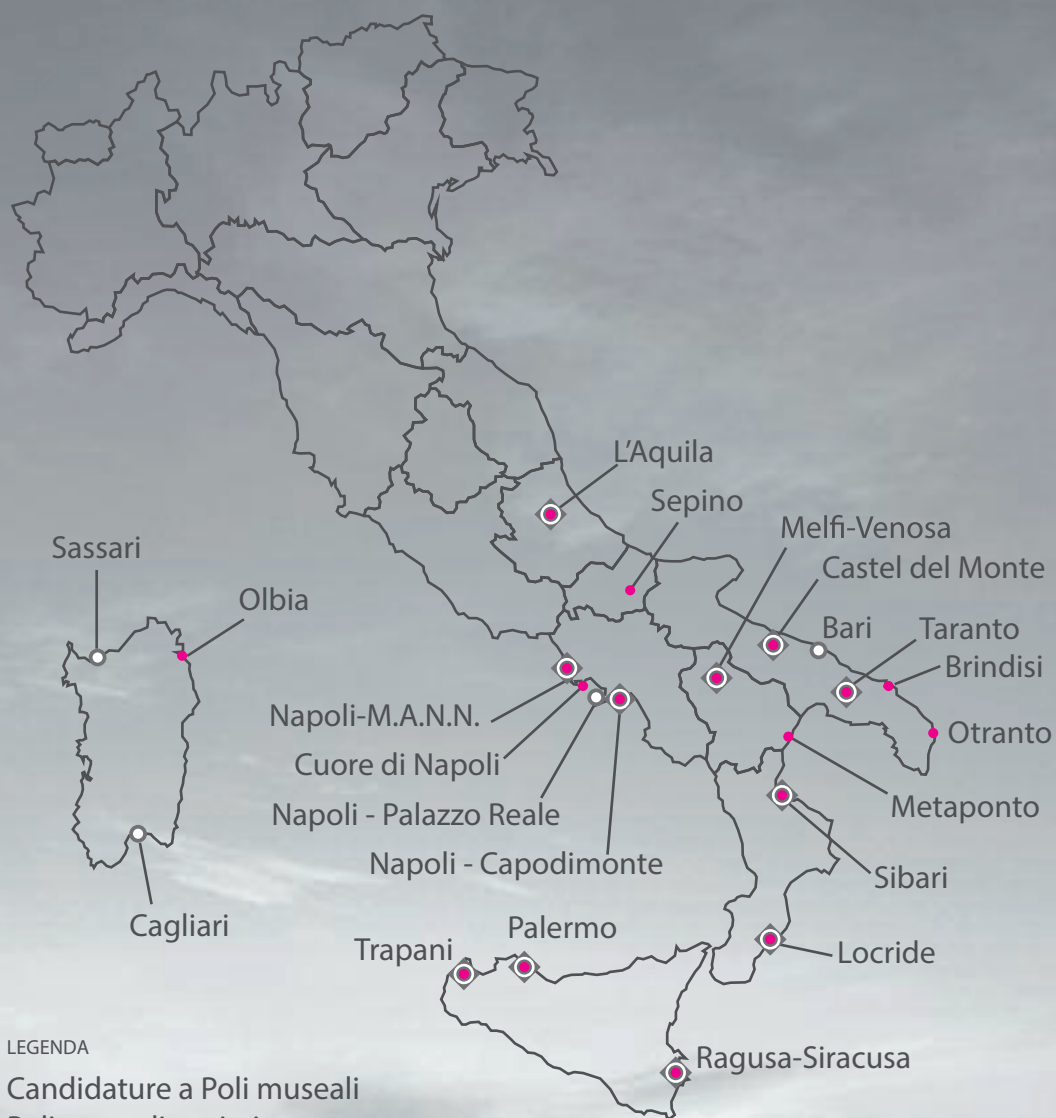 L'Aquila
Sepino
Melfi-Venosa
Castel del Monte
Sassari
Olbia
Bari
Taranto
Brindisi
Napoli-M.A.N.N.
Otranto
Cuore di Napoli
Napoli - Palazzo Reale
Metaponto
Napoli - Capodimonte
Sibari
Cagliari
Palermo
Trapani
Locride
LEGENDA
Ragusa-Siracusa
Candidature a Poli museali